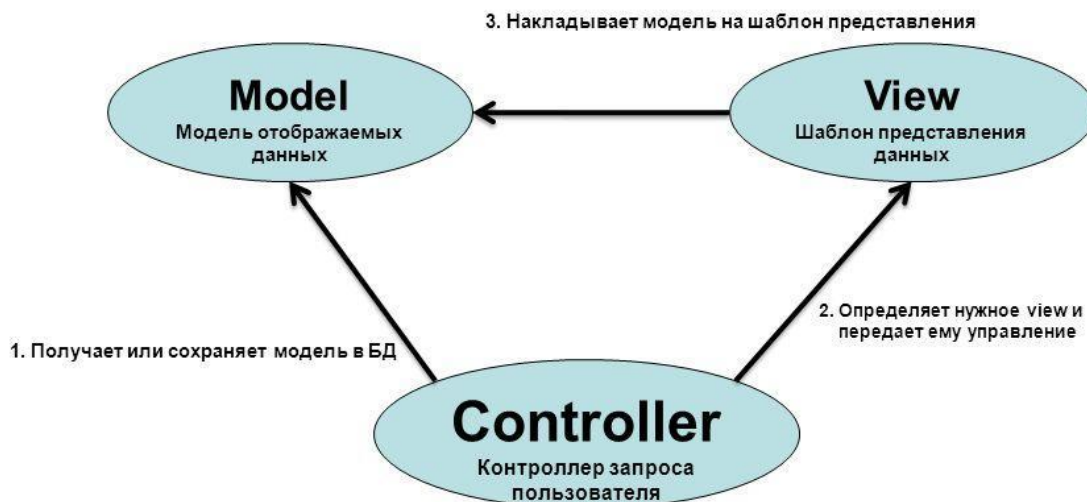 3. Накладывает модель на шаблон представления
Model
Модель отображаемых
данных
View
Шаблон представления
данных
2. Определяет нужное view и
передает ему управление
1. Получает или сохраняет модель в БД
Controller
Контроллер запроса
пользователя